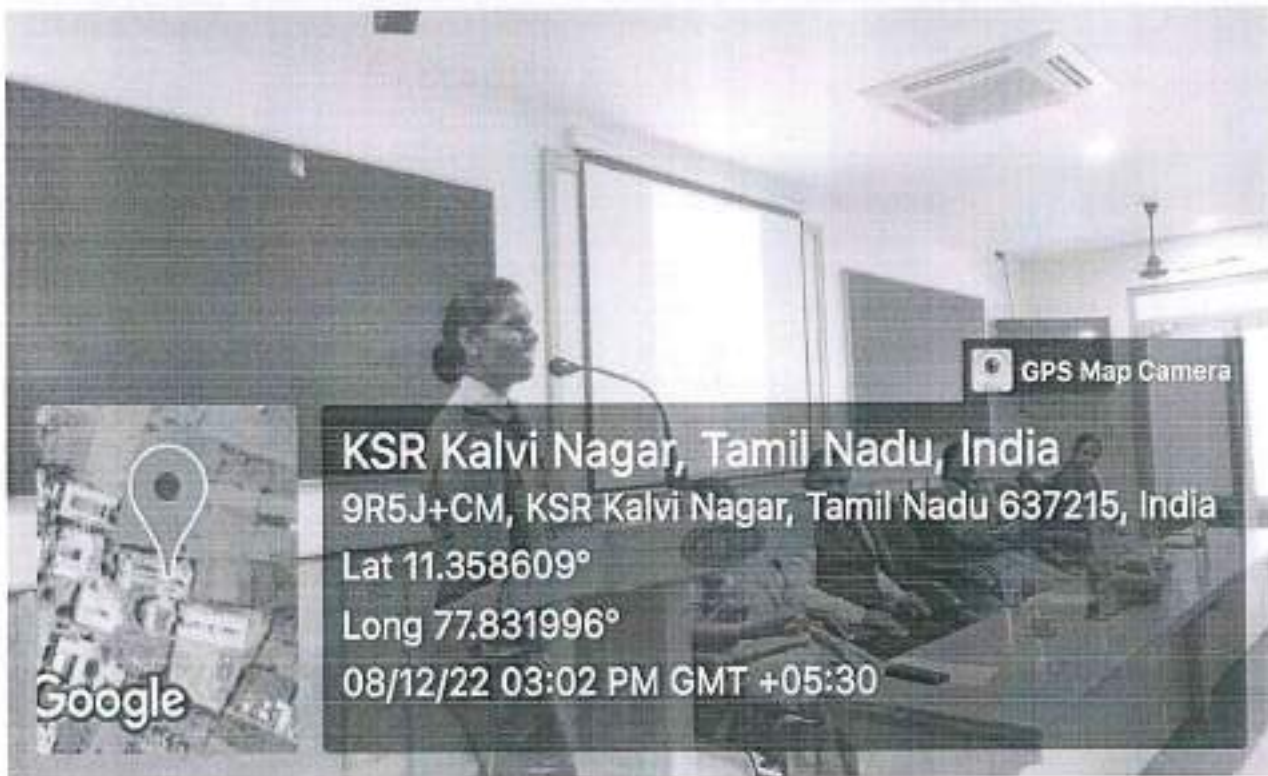 GPS Map Camera
KSR Kalvi Nagar, Tamil Nadu, India
9R5J+CM, KSR Kalvi Nagar, Tamil Nadu 637215, India
Lat 11.358609°
Long 77.831996°
08/12/22 03:02 PM GMT +05:30
Google